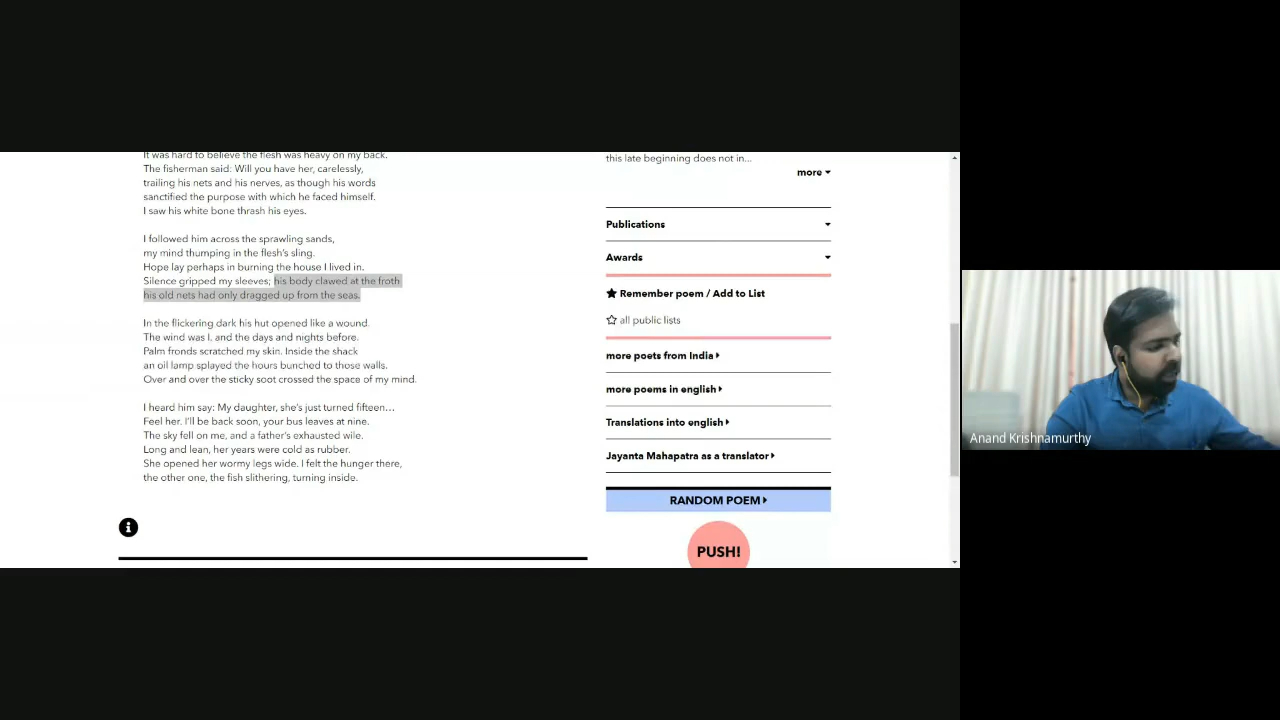 It was hard to believe the flesh was heavy on my back.
The fisherman said: Will you have her, carelessly,
trailing his nets and his nerves, as though his words
sanctified the purpose with which he faced himself.
I saw his white bone thrash his eyes.
I followed him across the sprawling sands,
my mind thumping in the flesh's sling.
Hope lay perhaps in burning the house I lived in.
Silence gripped my sleeves; his body clawed at the froth
his old nets had only dragged up from the seas.
In the flickering dark his hut opened like a wound.
The wind was I, and the days and nights before.
Palm fronds scratched my skin. Inside the shack
an oil lamp splayed the hours bunched to those walls.
Over and over the sticky soot crossed the space of my mind.
I heard him say: My daughter, she's just turned fifteen…
Feel her. I'll be back soon, your bus leaves at nine.
The sky fell on me, and a father's exhausted wile.
Long and lean, her years were cold as rubber.
She opened her wormy legs wide. I felt the hunger there,
the other one, the fish slithering, turning inside.
this late beginning does not in...
more
Publications
Awards
Remember poem / Add to List
all public lists
more poets from India
more poems in english
Translations into english
Jayanta Mahapatra as a translator
RANDOM POEM
PUSH!
Anand Krishnamurthy